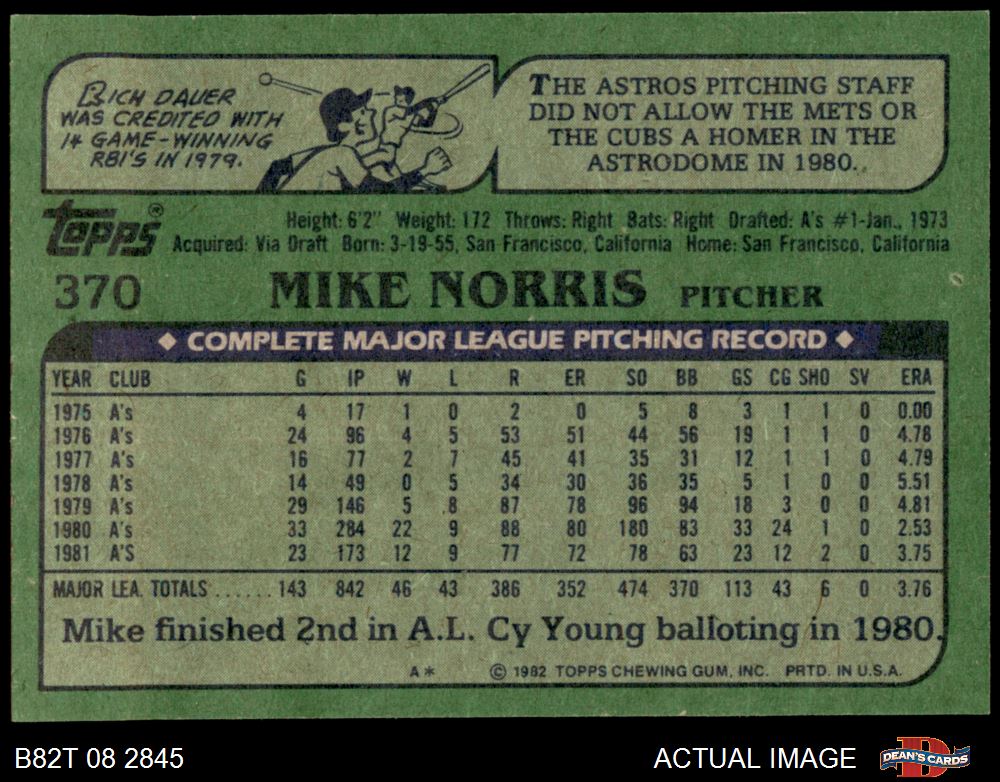 RICH DAUER
WAS CREDITED WITH
14 GAME-WINNING
RBI'S IN 1979.
THE ASTROS PITCHING STAFF
DID NOT ALLOW THE METS OR
THE CUBS A HOMER IN THE
ASTRODOME IN 1980.
Topps®
Height: 6'2" Weight: 172 Throws: Right Bats: Right Drafted: A's #1-Jan., 1973
Acquired: Via Draft Born: 3-19-55, San Francisco, California Home: San Francisco, California
370 MIKE NORRIS PITCHER
◆ COMPLETE MAJOR LEAGUE PITCHING RECORD ◆
YEAR CLUB G IP W L R ER SO BB GS CG SHO SV ERA
1975 A's 4 17 1 0 2 0 5 8 3 1 1 0 0.00
1976 A's 24 96 4 5 53 51 44 56 19 1 1 0 4.78
1977 A's 16 77 2 7 45 41 35 31 12 1 1 0 4.79
1978 A's 14 49 0 5 34 30 36 35 5 1 0 0 5.51
1979 A's 29 146 5 8 87 78 96 94 18 3 0 0 4.81
1980 A's 33 284 22 9 88 80 180 83 33 24 1 0 2.53
1981 A'S 23 173 12 9 77 72 78 63 23 12 2 0 3.75
MAJOR LEA. TOTALS ...... 143 842 46 43 386 352 474 370 113 43 6 0 3.76
Mike finished 2nd in A.L. Cy Young balloting in 1980.
A* © 1982 TOPPS CHEWING GUM, INC. PRTD. IN U.S.A.
B82T 08 2845 ACTUAL IMAGE DEAN'S CARDS